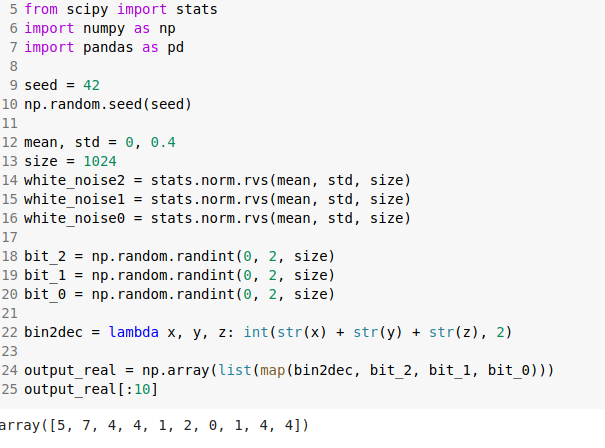 5 from scipy import stats
6 import numpy as np
7 import pandas as pd
8
9 seed = 42
10 np.random.seed(seed)
11
12 mean, std = 0, 0.4
13 size = 1024
14 white_noise2 = stats.norm.rvs(mean, std, size)
15 white_noise1 = stats.norm.rvs(mean, std, size)
16 white_noise0 = stats.norm.rvs(mean, std, size)
17
18 bit_2 = np.random.randint(0, 2, size)
19 bit_1 = np.random.randint(0, 2, size)
20 bit_0 = np.random.randint(0, 2, size)
21
22 bin2dec = lambda x, y, z: int(str(x) + str(y) + str(z), 2)
23
24 output_real = np.array(list(map(bin2dec, bit_2, bit_1, bit_0)))
25 output_real[:10]
array([5, 7, 4, 4, 1, 2, 0, 1, 4, 4])